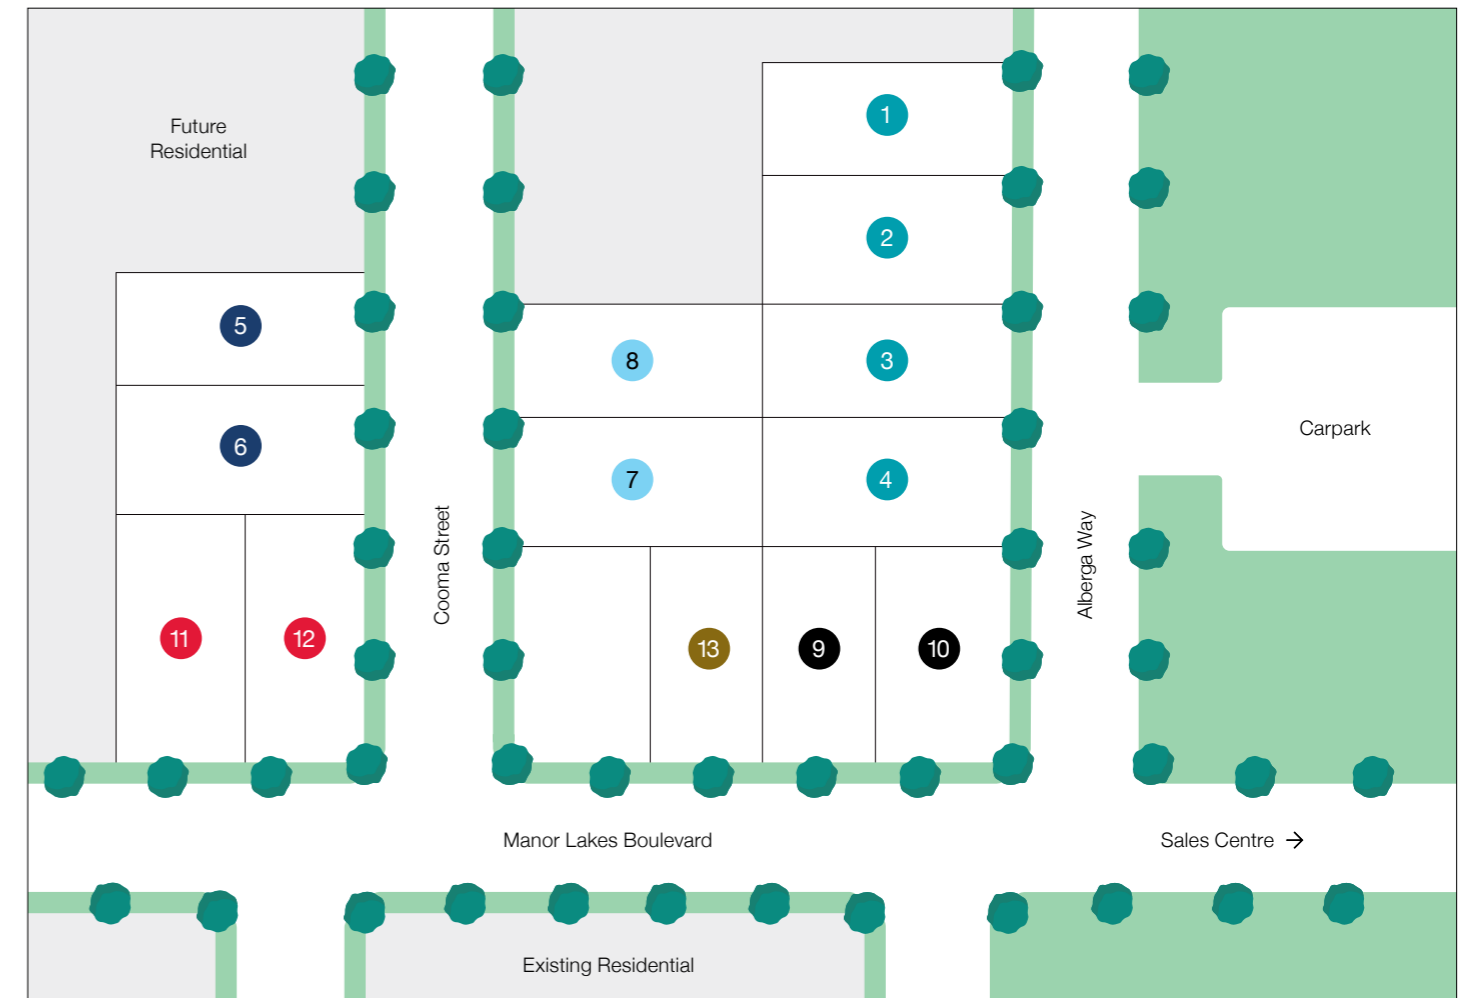 Future
Residential
1
2
5
8
3
6
7
4
Carpark
Cooma Street
Alberga Way
11
12
13
9
10
Manor Lakes Boulevard
Sales Centre →
Existing Residential